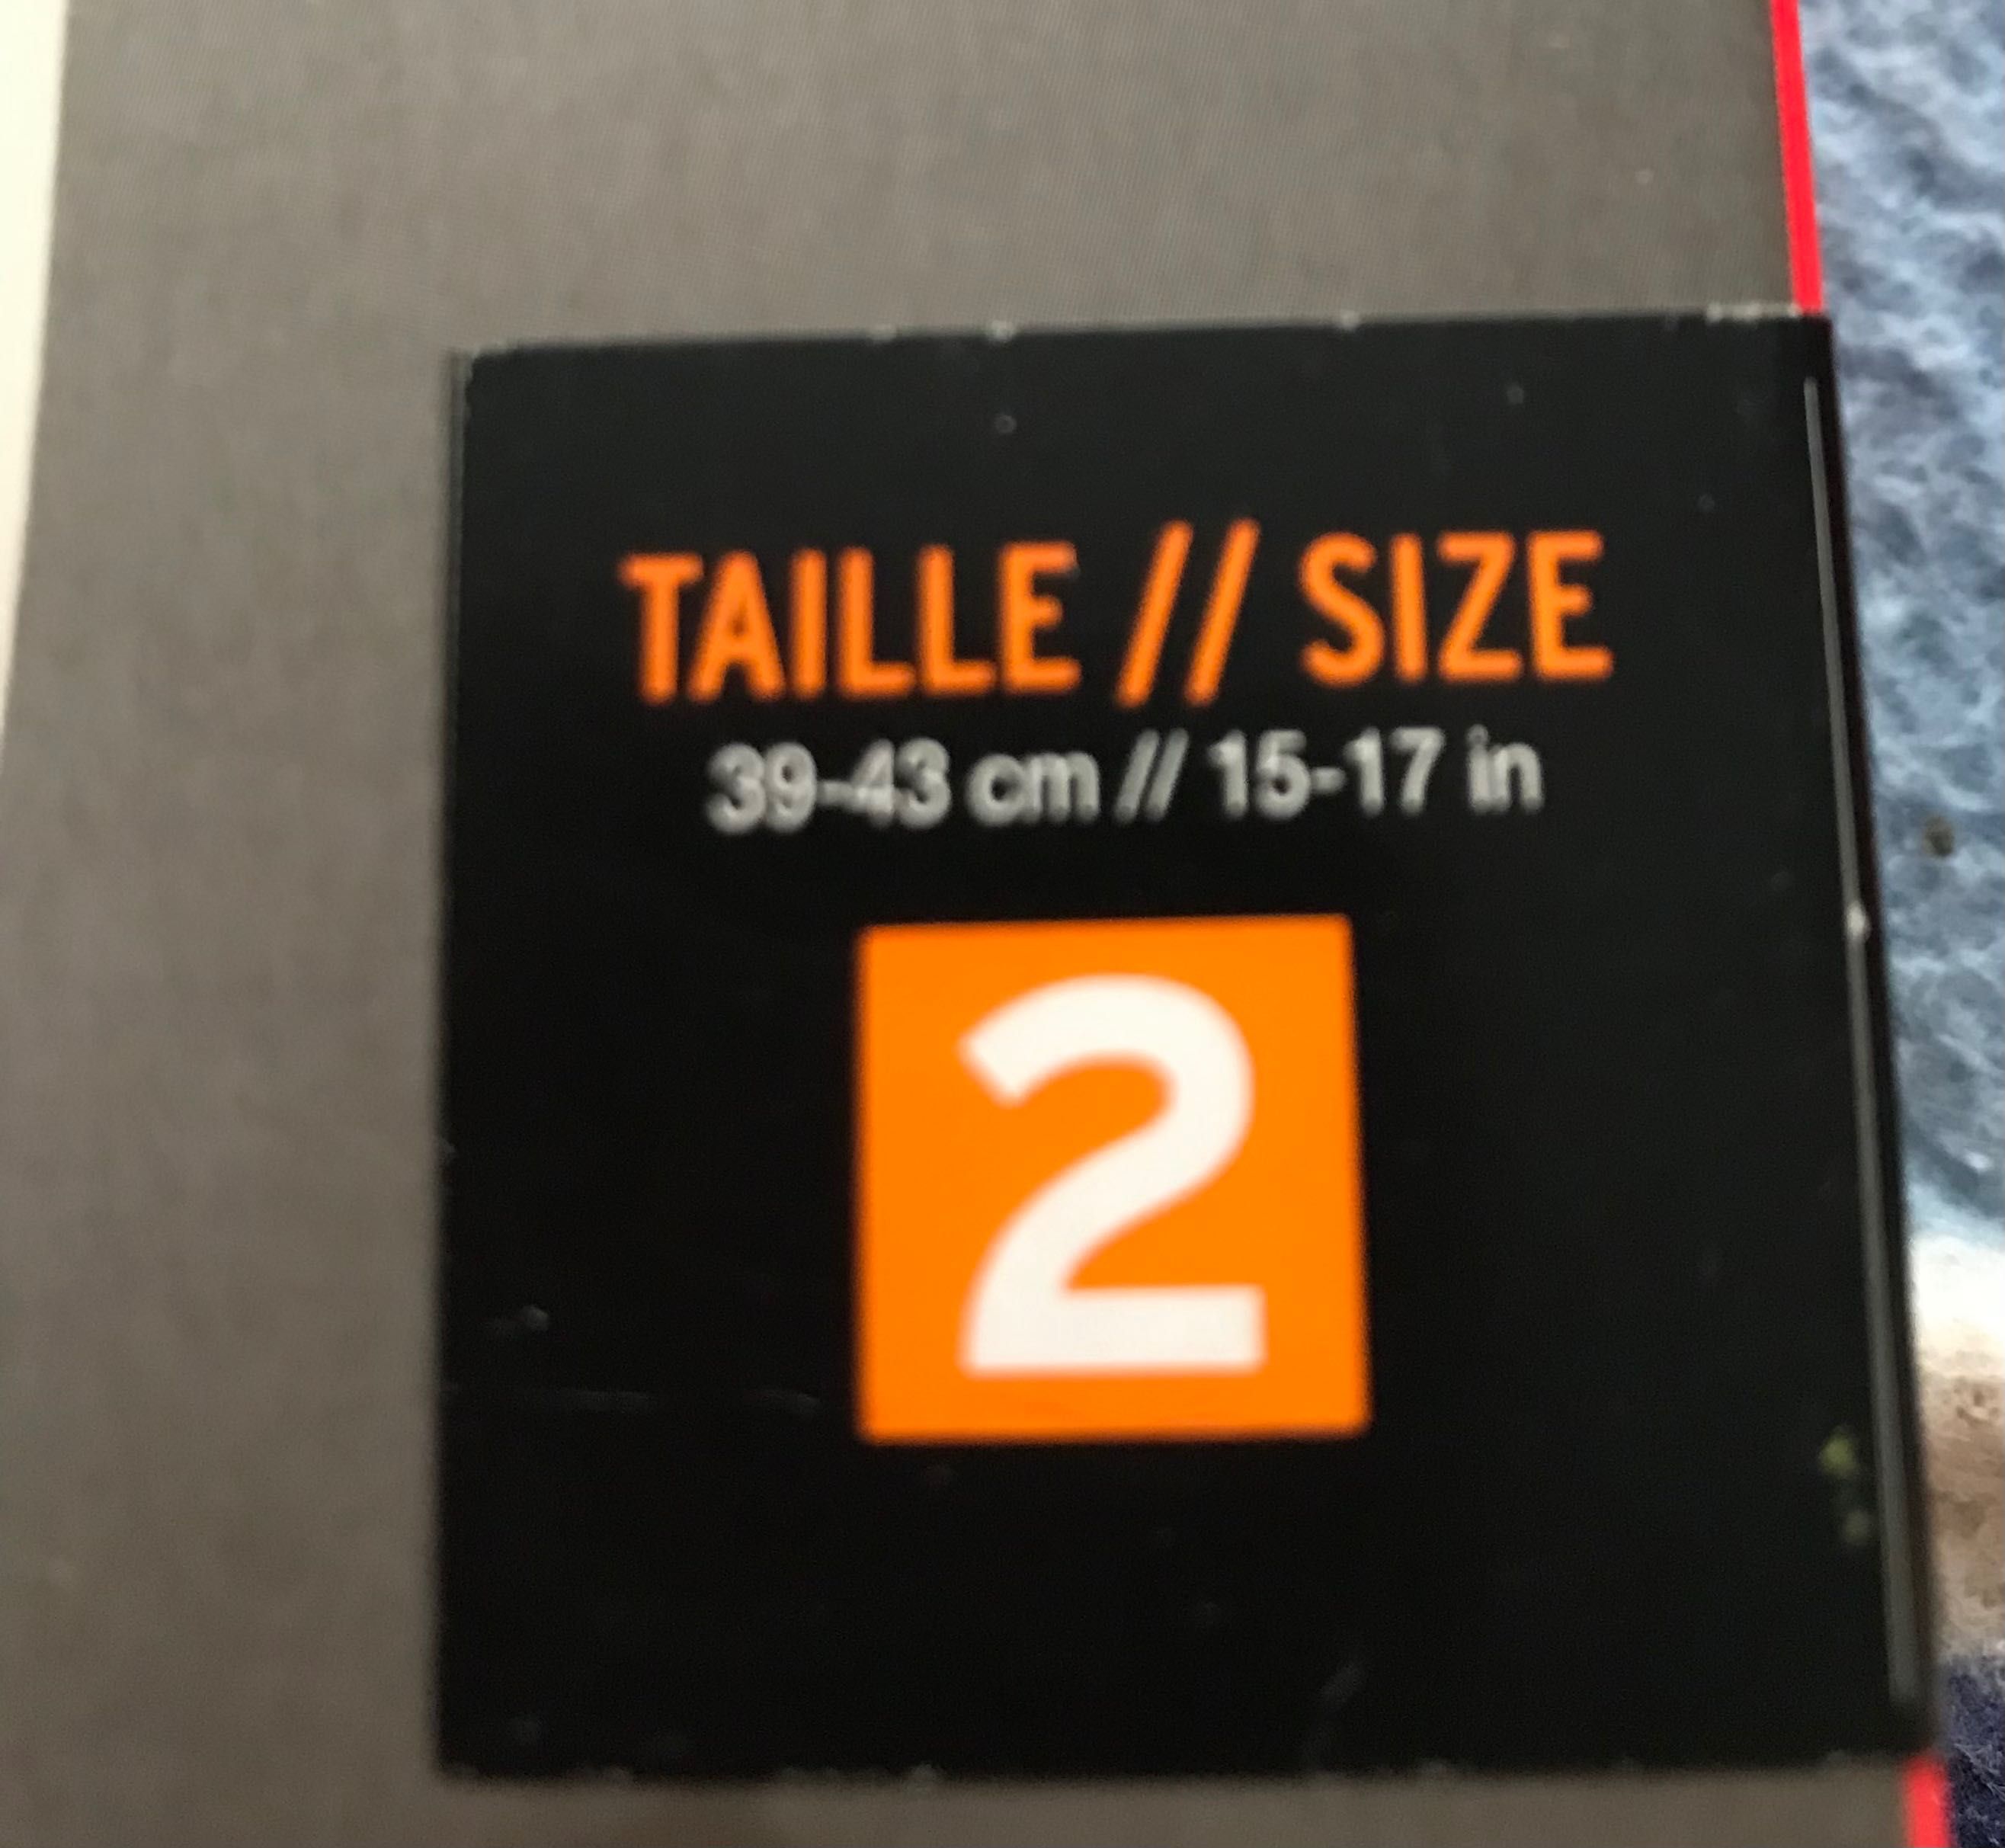 TAILLE // SIZE
39-43 cm // 15-17 in
2